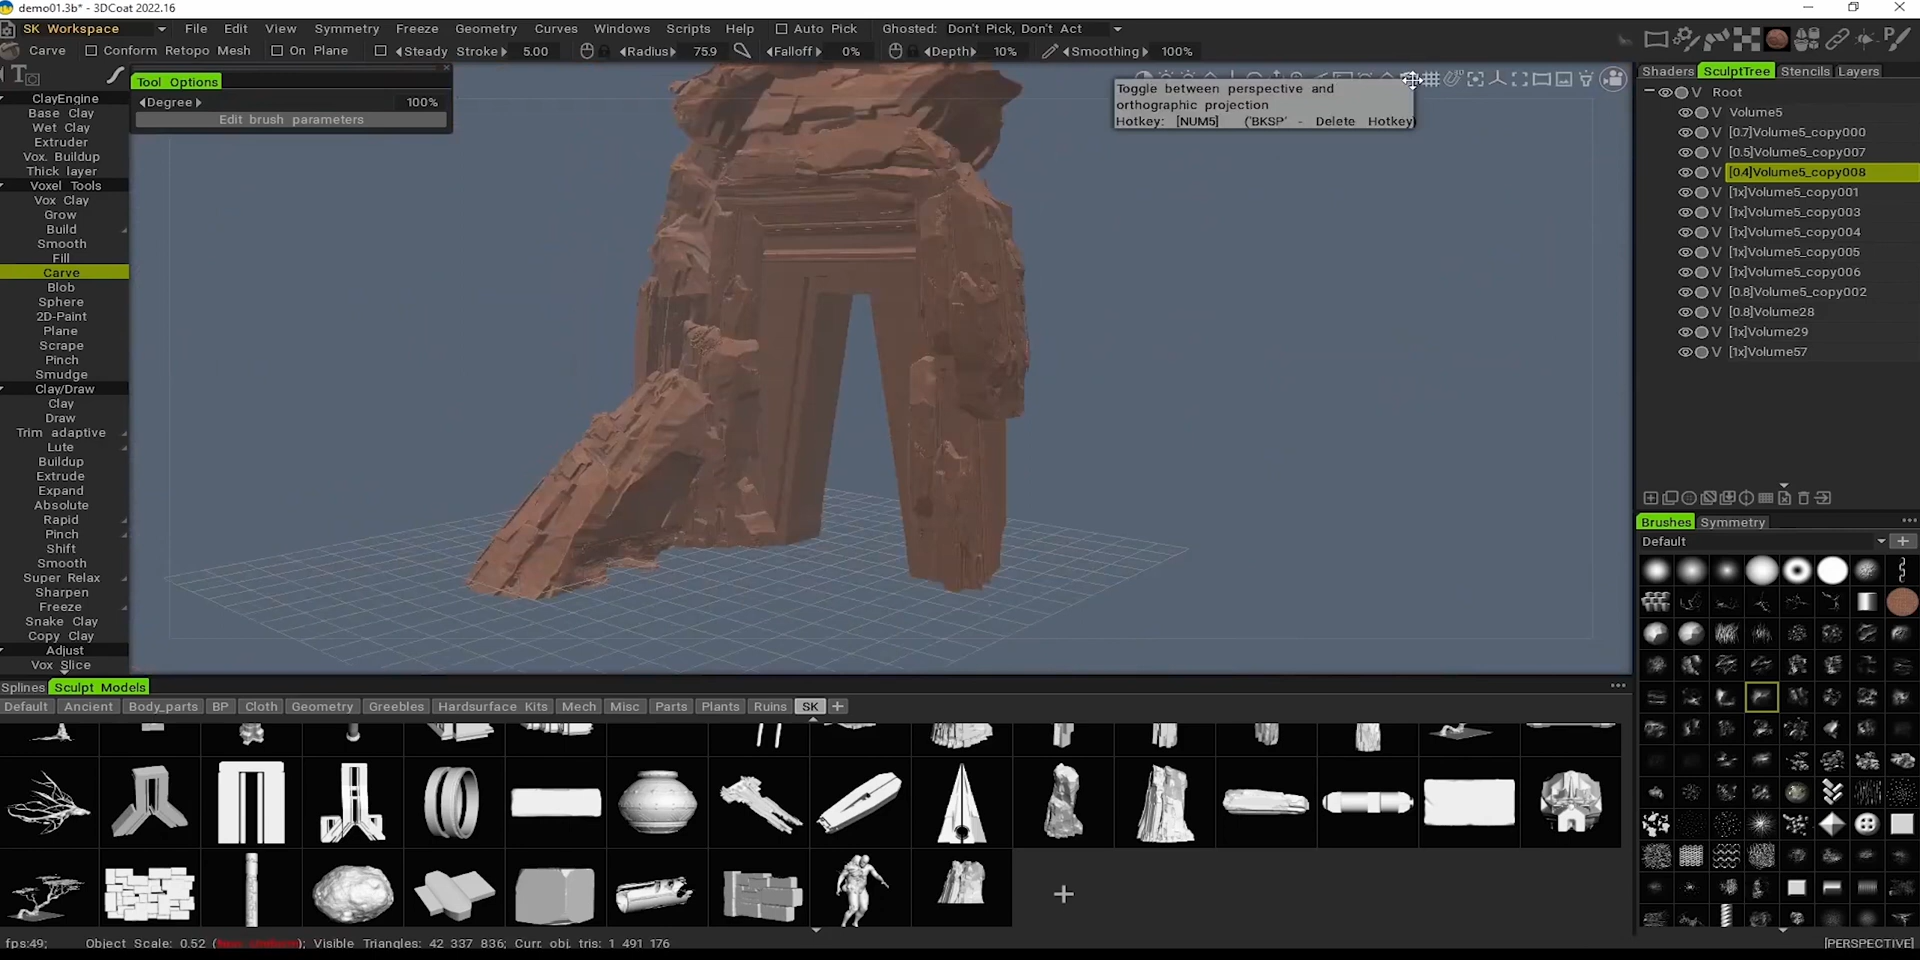 demo01.3b* - 3DCoat 2022.16
SK Workspace File Edit View Symmetry Freeze Geometry Curves Windows Scripts Help Auto Pick Ghosted: Don't Pick, Don't Act
Carve Conform Retopo Mesh On Plane Steady Stroke 5.00 Radius 75.9 Falloff 0% Depth 10% Smoothing 100%
Tool Options
Degree 100%
Edit brush parameters
Toggle between perspective and
orthographic projection
Hotkey: [NUM5] ('BKSP' - Delete Hotkey)
ClayEngine
Base Clay
Wet Clay
Extruder
Vox. Buildup
Thick layer
Voxel Tools
Vox Clay
Grow
Build
Smooth
Fill
Carve
Blob
Sphere
2D-Paint
Plane
Scrape
Pinch
Smudge
Clay/Draw
Clay
Draw
Trim adaptive
Lute
Buildup
Extrude
Expand
Absolute
Rapid
Pinch
Shift
Smooth
Super Relax
Sharpen
Freeze
Snake Clay
Copy Clay
Adjust
Vox Slice
Shaders SculptTree Stencils Layers
Root
V Volume5
V [0.7]Volume5_copy000
V [0.5]Volume5_copy007
V [0.4]Volume5_copy008
V [1x]Volume5_copy001
V [1x]Volume5_copy003
V [1x]Volume5_copy004
V [1x]Volume5_copy005
V [1x]Volume5_copy006
V [0.8]Volume5_copy002
V [0.8]Volume28
V [1x]Volume29
V [1x]Volume57
Brushes Symmetry
Default
Splines Sculpt Models
Default Ancient Body_parts BP Cloth Geometry Greebles Hardsurface Kits Mech Misc Parts Plants Ruins SK
fps:49; Object Scale: 0.52 ( ); Visible Triangles: 42 337 836; Curr. obj. tris: 1 491 176
[PERSPECTIVE]